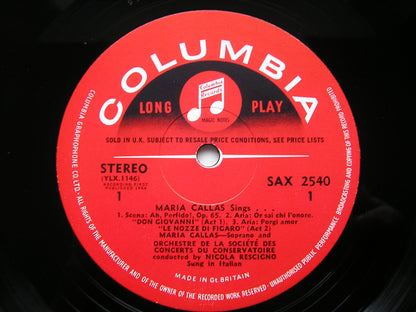 COLUMBIA
Columbia
Records
LONG PLAY
MAGIC NOTES
SOLD IN U.K. SUBJECT TO RESALE PRICE CONDITIONS, SEE PRICE LISTS
STEREO
(YLX.1146)
RECORDING FIRST
PUBLISHED 1964
1
SAX 2540
1
MARIA CALLAS Sings . . .
1. Scena: Ah, Perfida!, Op. 65. 2. Aria: Or sai chi l'onore.
"DON GIOVANNI" (Act 1) 3. Aria: Porgi amor
"LE NOZZE DI FIGARO" (Act 2)
MARIA CALLAS—Soprano and
ORCHESTRE DE LA SOCIÉTÉ DES
CONCERTS DU CONSERVATOIRE
conducted by NICOLA RESCIGNO
Sung in Italian
MADE IN Gt. BRITAIN
COLUMBIA GRAPHOPHONE CO LTD • ALL RIGHTS OF THE MANUFACTURER AND OF THE OWNER OF THE RECORDED WORK RESERVED • UNAUTHORISED PUBLIC PERFORMANCE, BROADCASTING AND COPYING OF THIS RECORD PROHIBITED